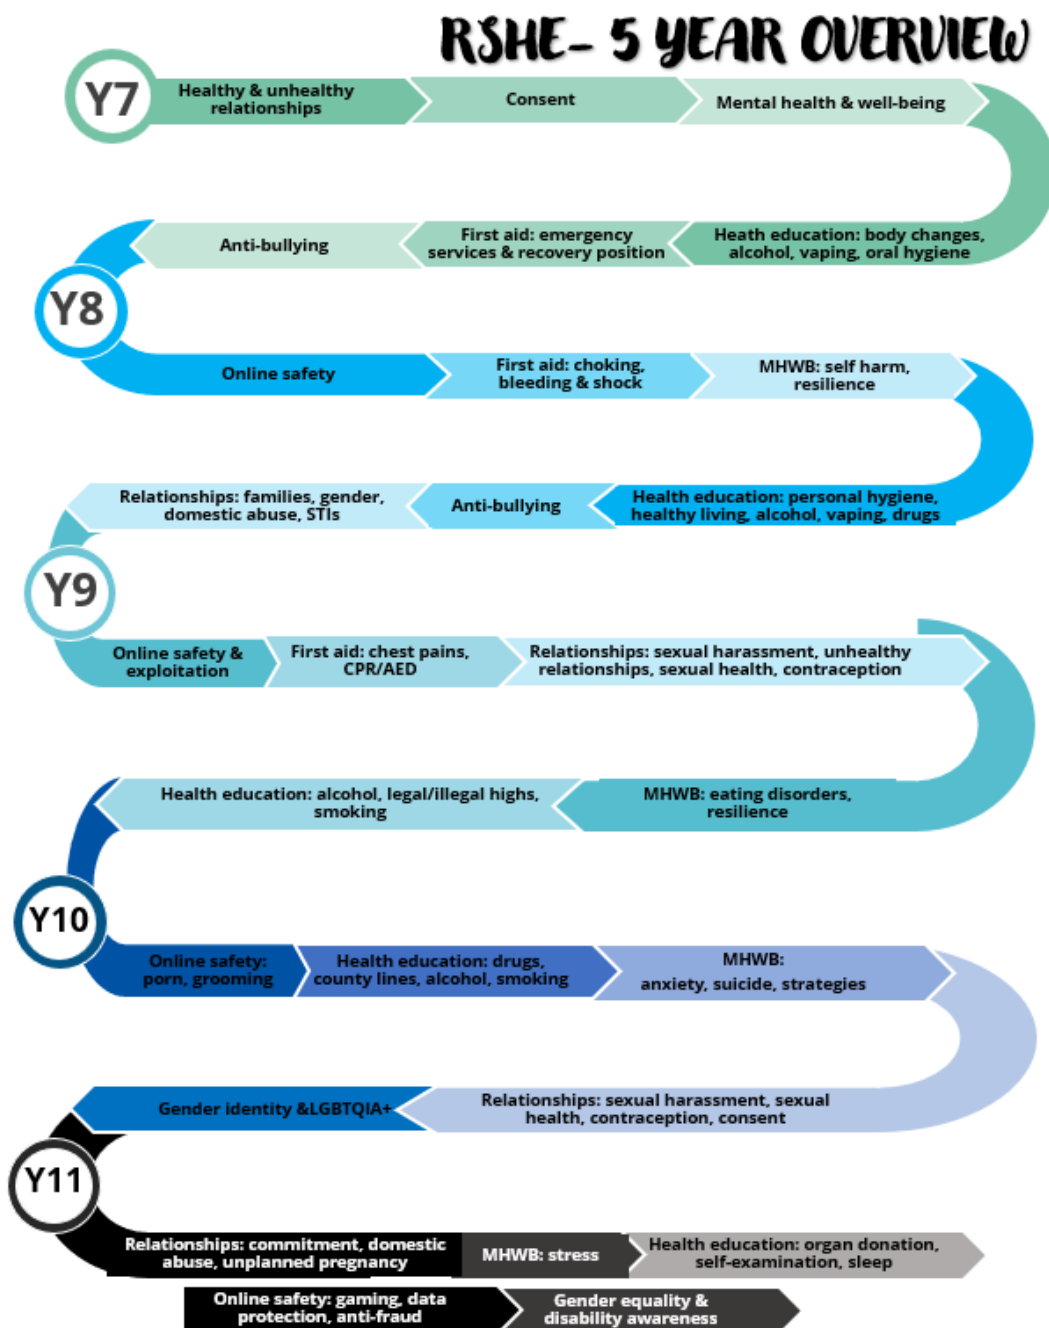 RSHE- 5 YEAR OVERVIEW
Y7
Healthy & unhealthy
relationships
Consent
Mental health & well-being
Heath education: body changes,
alcohol, vaping, oral hygiene
First aid: emergency
services & recovery position
Anti-bullying
Y8
Online safety
First aid: choking,
bleeding & shock
MHWB: self harm,
resilience
Health education: personal hygiene,
healthy living, alcohol, vaping, drugs
Anti-bullying
Relationships: families, gender,
domestic abuse, STIs
Y9
Online safety &
exploitation
First aid: chest pains,
CPR/AED
Relationships: sexual harassment, unhealthy
relationships, sexual health, contraception
MHWB: eating disorders,
resilience
Health education: alcohol, legal/illegal highs,
smoking
Y10
Online safety:
porn, grooming
Health education: drugs,
county lines, alcohol, smoking
MHWB:
anxiety, suicide, strategies
Relationships: sexual harassment, sexual
health, contraception, consent
Gender identity &LGBTQIA+
Y11
Relationships: commitment, domestic
abuse, unplanned pregnancy
MHWB: stress
Health education: organ donation,
self-examination, sleep
Online safety: gaming, data
protection, anti-fraud
Gender equality &
disability awareness